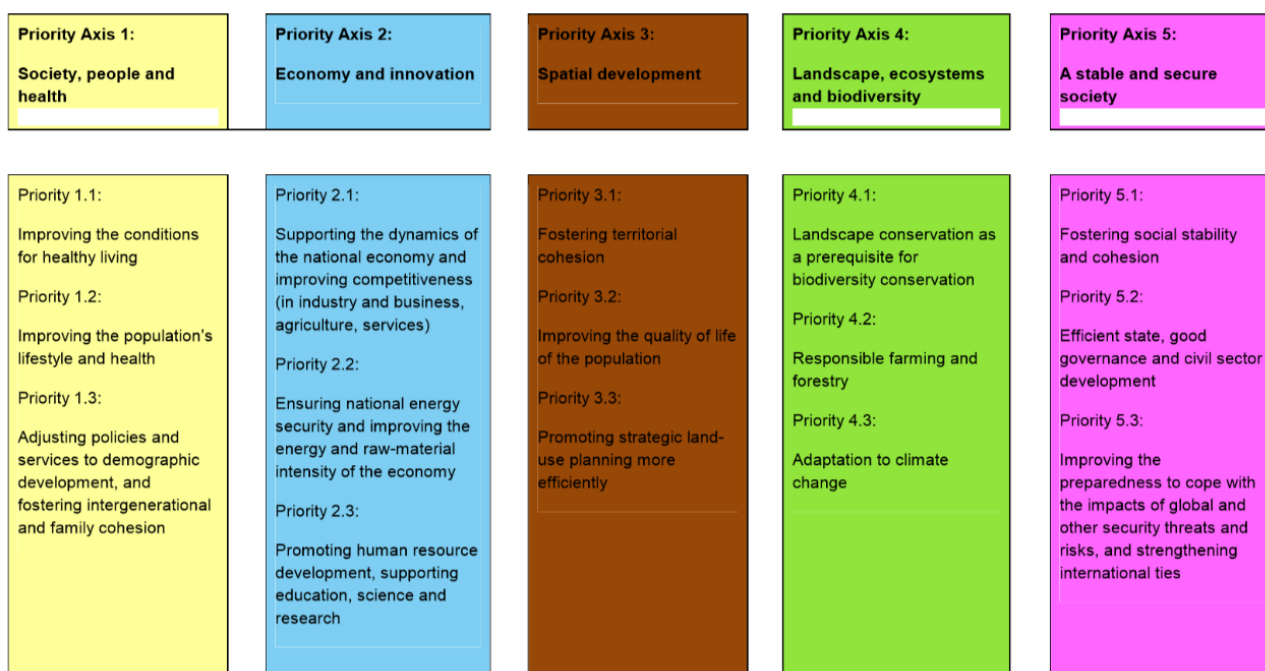 Priority Axis 1:
Society, people and
health
Priority Axis 2:
Economy and innovation
Priority Axis 3:
Spatial development
Priority Axis 4:
Landscape, ecosystems
and biodiversity
Priority Axis 5:
A stable and secure
society
Priority 1.1:
Improving the conditions
for healthy living
Priority 1.2:
Improving the population's
lifestyle and health
Priority 1.3:
Adjusting policies and
services to demographic
development, and
fostering intergenerational
and family cohesion
Priority 2.1:
Supporting the dynamics of
the national economy and
improving competitiveness
(in industry and business,
agriculture, services)
Priority 2.2:
Ensuring national energy
security and improving the
energy and raw-material
intensity of the economy
Priority 2.3:
Promoting human resource
development, supporting
education, science and
research
Priority 3.1:
Fostering territorial
cohesion
Priority 3.2:
Improving the quality of life
of the population
Priority 3.3:
Promoting strategic land-
use planning more
efficiently
Priority 4.1:
Landscape conservation as
a prerequisite for
biodiversity conservation
Priority 4.2:
Responsible farming and
forestry
Priority 4.3:
Adaptation to climate
change
Priority 5.1:
Fostering social stability
and cohesion
Priority 5.2:
Efficient state, good
governance and civil sector
development
Priority 5.3:
Improving the
preparedness to cope with
the impacts of global and
other security threats and
risks, and strengthening
international ties